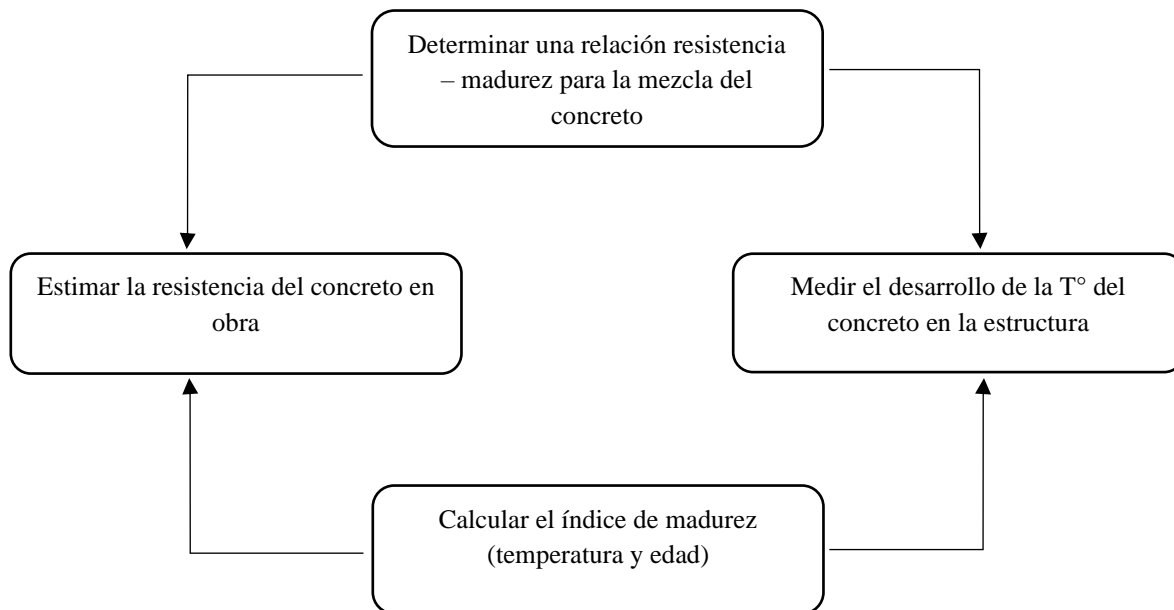 Determinar una relación resistencia
– madurez para la mezcla del
concreto
Estimar la resistencia del concreto en
obra
Medir el desarrollo de la T° del
concreto en la estructura
Calcular el índice de madurez
(temperatura y edad)